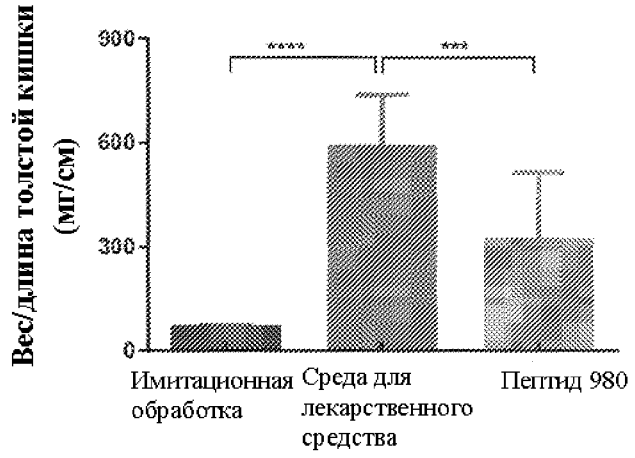 Вес/длина толстой кишки
(мг/см)
900
600
300
0
****
***
Имитационная
обработка
Среда для
лекарственного
средства
Пептид 980